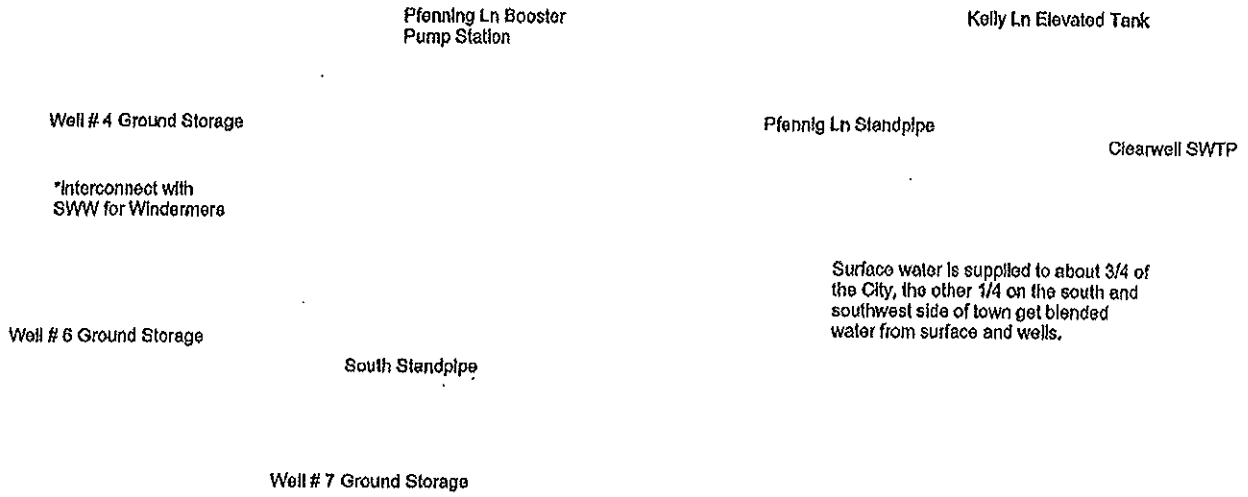 Pfenning Ln Booster
Pump Station
Kelly Ln Elevated Tank
Well # 4 Ground Storage
Pfennig Ln Standpipe
Clearwell SWTP
*Interconnect with
SWW for Windermere
Surface water is supplied to about 3/4 of
the City, the other 1/4 on the south and
southwest side of town get blended
water from surface and wells.
Well # 6 Ground Storage
South Standpipe
Well # 7 Ground Storage